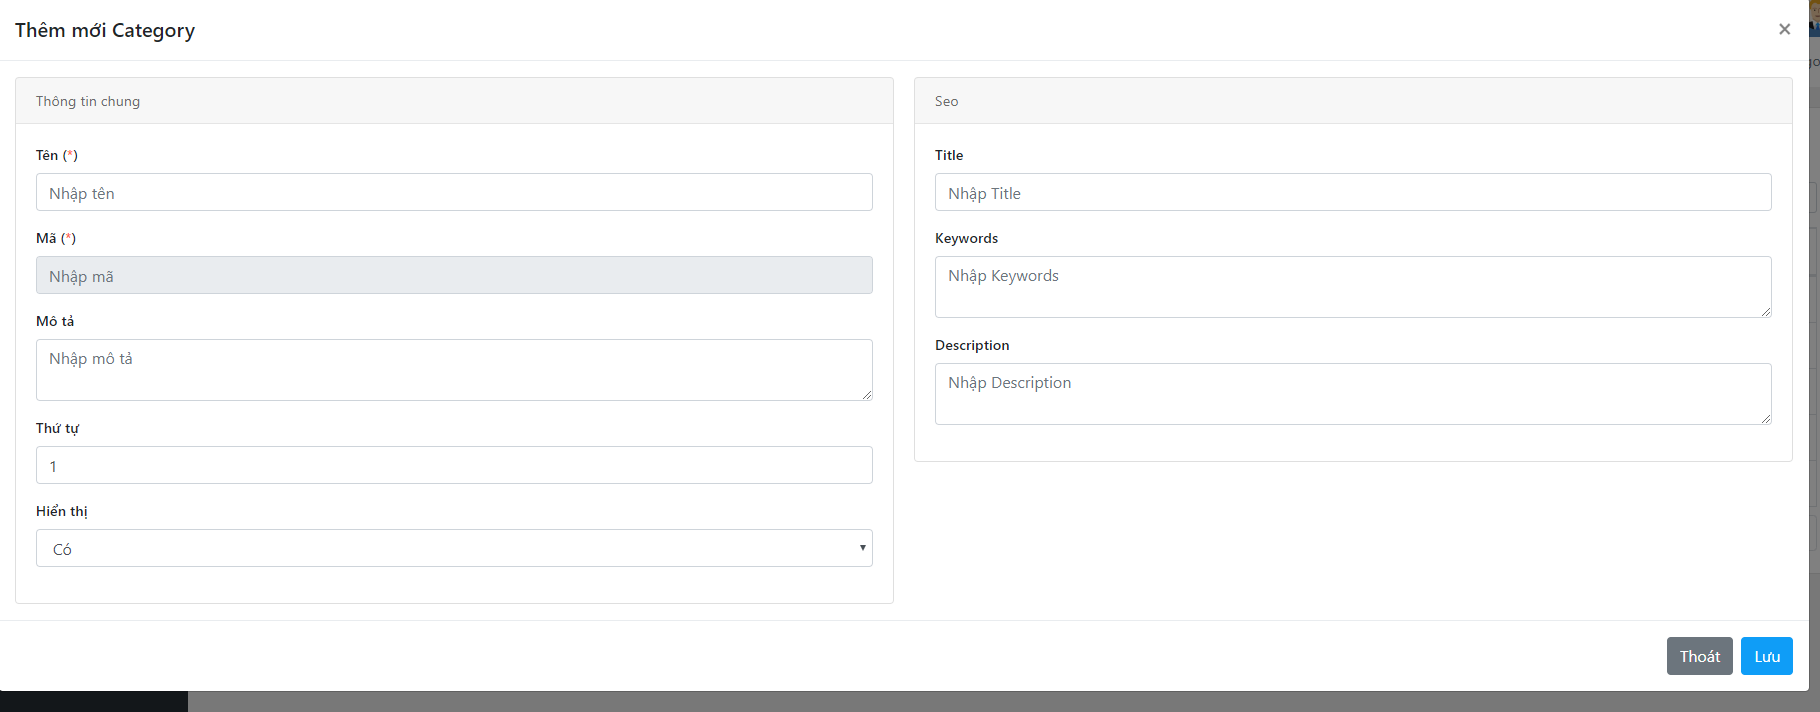 Thêm mới Category
×
Thông tin chung
Tên (*)
Nhập tên
Mã (*)
Nhập mã
Mô tả
Nhập mô tả
Thứ tự
1
Hiển thị
Có
Seo
Title
Nhập Title
Keywords
Nhập Keywords
Description
Nhập Description
Thoát
Lưu